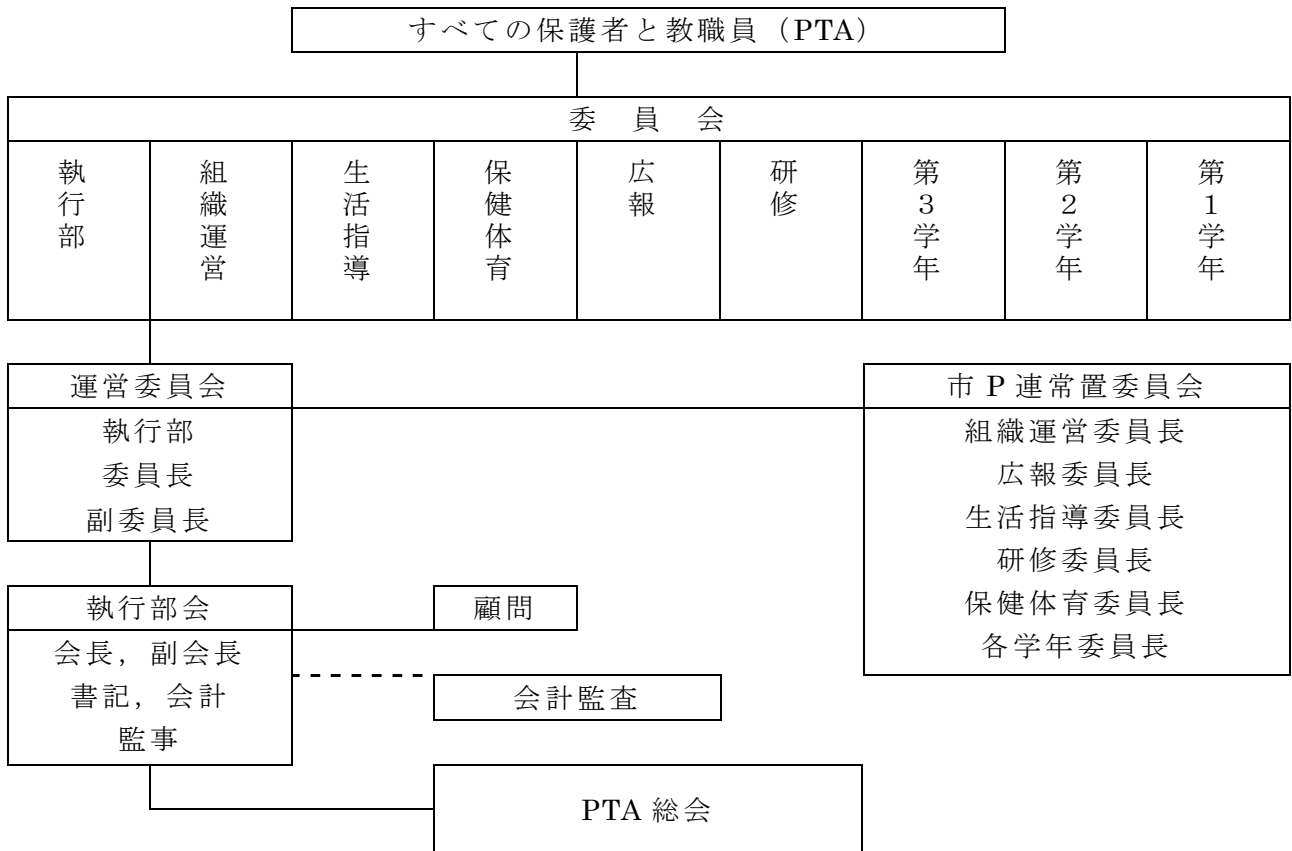 すべての保護者と教職員（PTA）
委　員　会
執行部
組織運営
生活指導
保健体育
広報
研修
第３学年
第２学年
第１学年
運営委員会
執行部
委員長
副委員長
市P連常置委員会
組織運営委員長
広報委員長
生活指導委員長
研修委員長
保健体育委員長
各学年委員長
執行部会
会長，副会長
書記，会計
監事
顧問
会計監査
PTA 総会